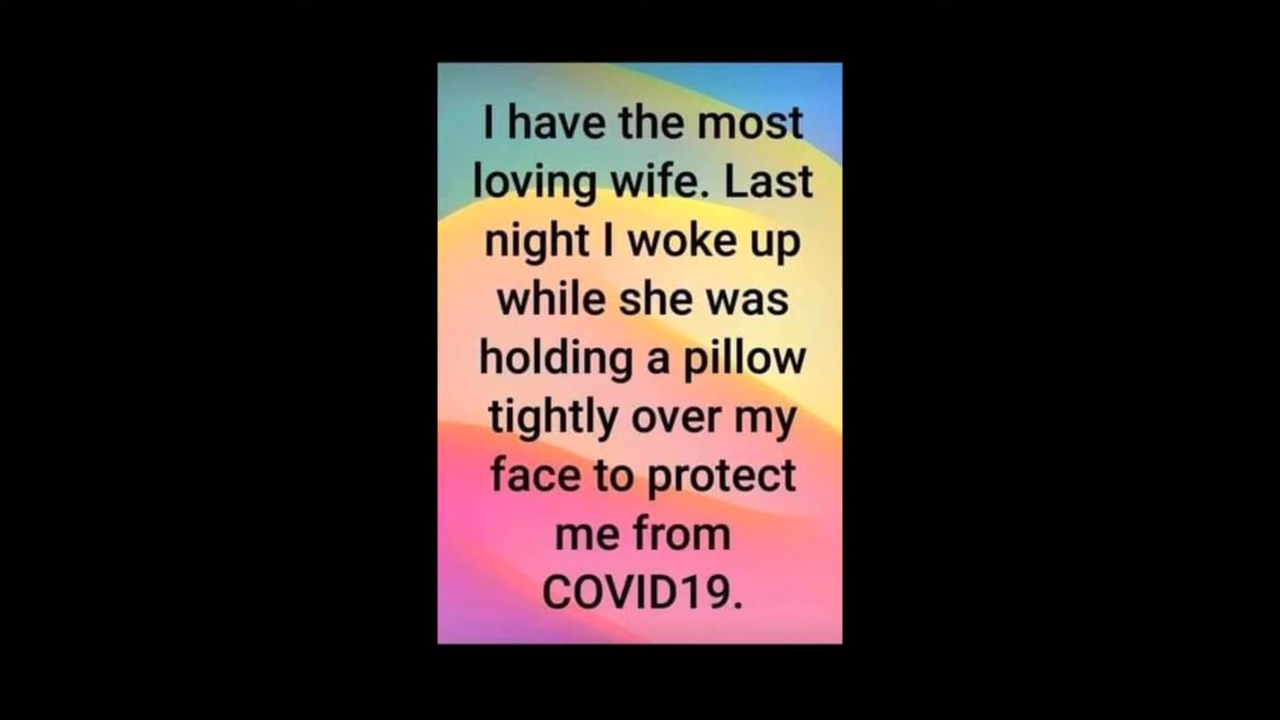 I have the most
loving wife. Last
night I woke up
while she was
holding a pillow
tightly over my
face to protect
me from
COVID19.